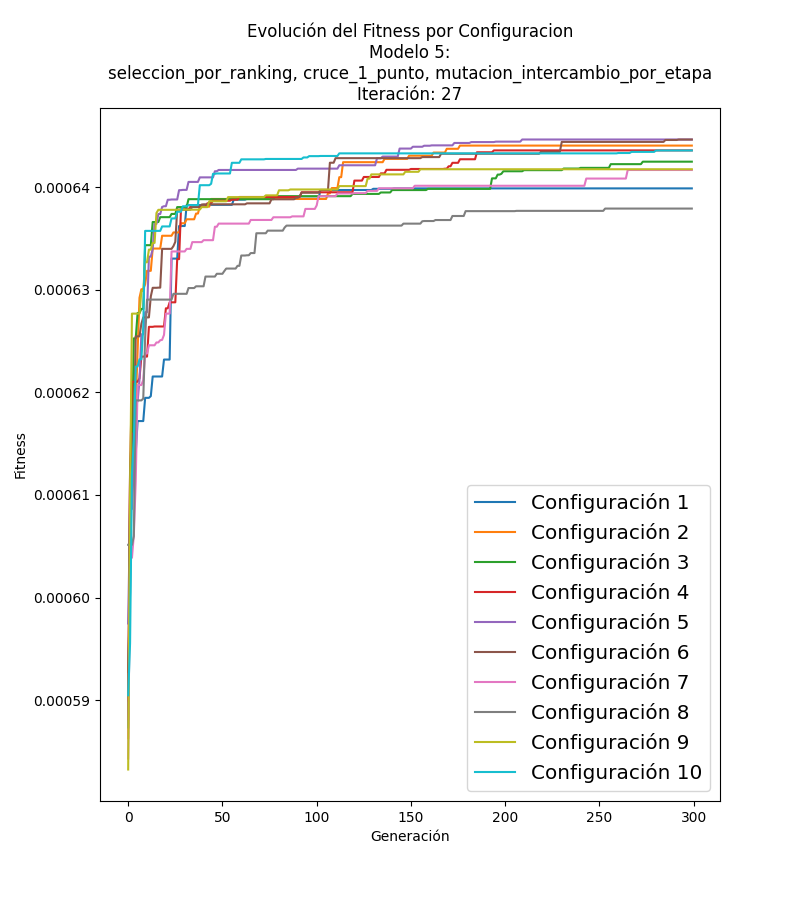 Evolución del Fitness por Configuracion
Modelo 5:
seleccion_por_ranking, cruce_1_punto, mutacion_intercambio_por_etapa
Iteración: 27
0.00064
0.00063
0.00062
0.00061
0.00060
0.00059
Fitness
Configuración 1
Configuración 2
Configuración 3
Configuración 4
Configuración 5
Configuración 6
Configuración 7
Configuración 8
Configuración 9
Configuración 10
0 50 100 150 200 250 300
Generación